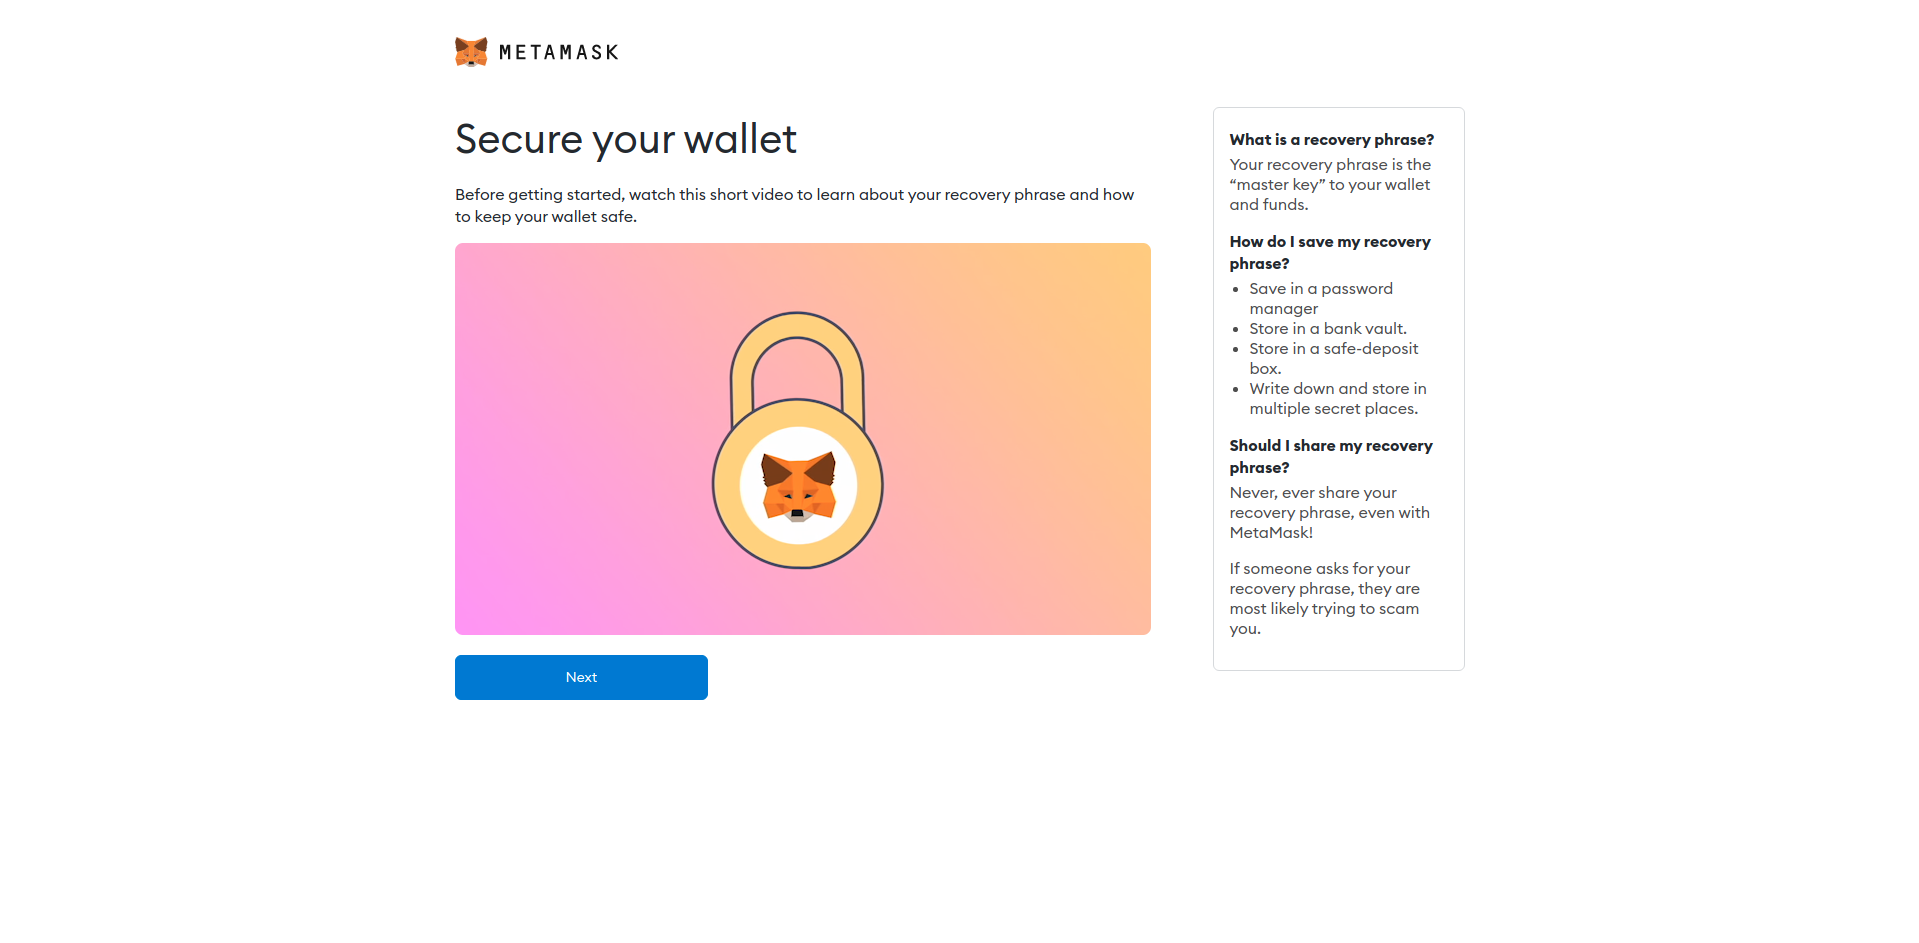 METAMASK
Secure your wallet
Before getting started, watch this short video to learn about your recovery phrase and how
to keep your wallet safe.
Next
What is a recovery phrase?
Your recovery phrase is the
“master key” to your wallet
and funds.
How do I save my recovery
phrase?
• Save in a password
manager
• Store in a bank vault.
• Store in a safe-deposit
box.
• Write down and store in
multiple secret places.
Should I share my recovery
phrase?
Never, ever share your
recovery phrase, even with
MetaMask!
If someone asks for your
recovery phrase, they are
most likely trying to scam
you.